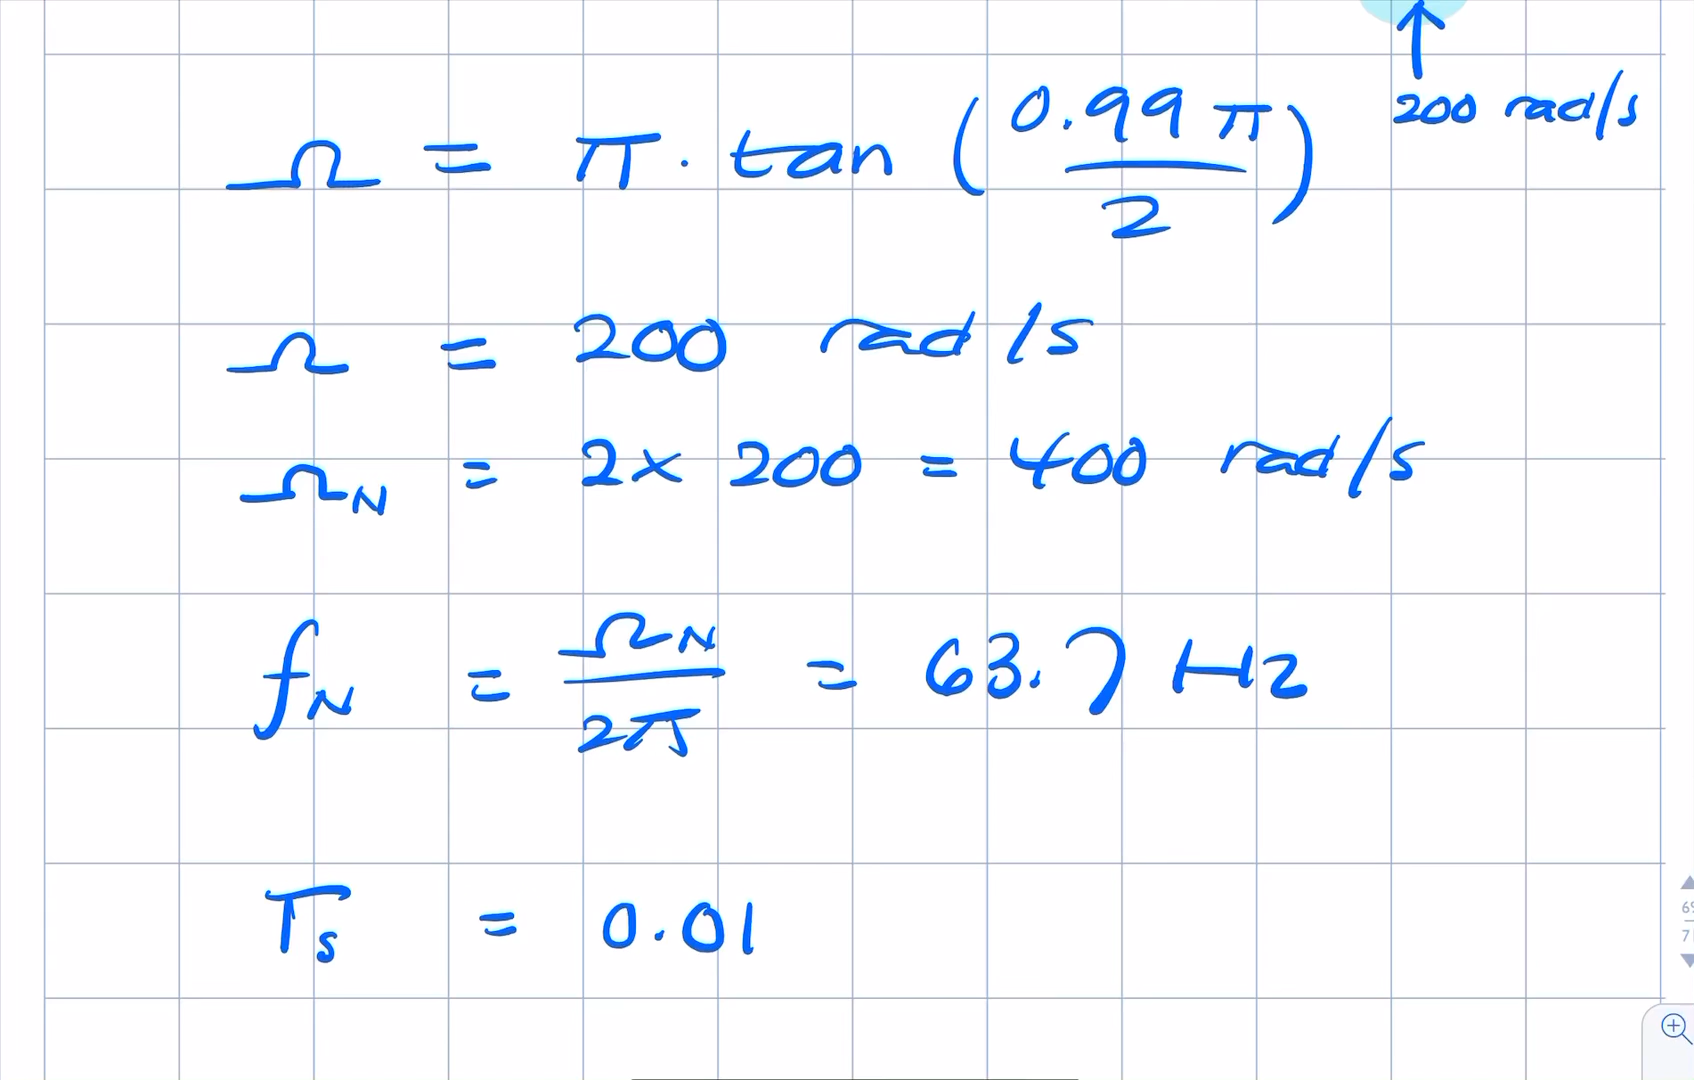 200 rad/s
Ω = π · tan (0.99π / 2)
Ω = 200 rad/s
Ω_N = 2 × 200 = 400 rad/s
f_N = Ω_N / 2π = 63.7 Hz
T_s = 0.01